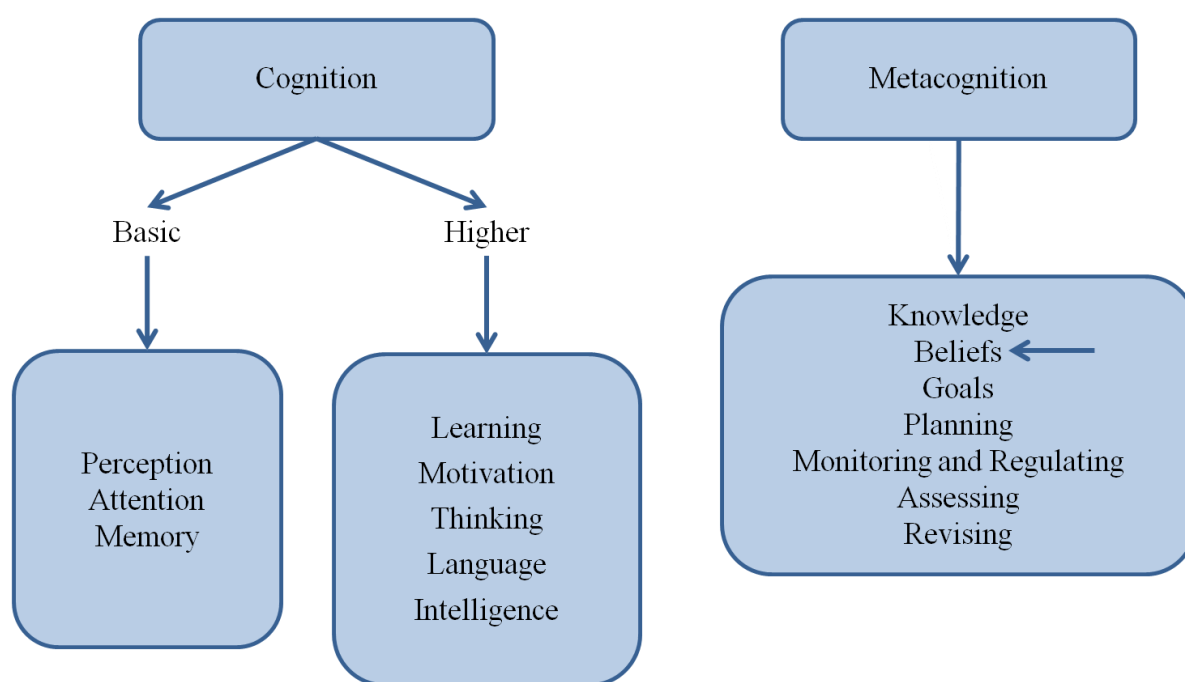 Cognition
Basic
Higher
Perception
Attention
Memory
Learning
Motivation
Thinking
Language
Intelligence
Metacognition
Knowledge
Beliefs
Goals
Planning
Monitoring and Regulating
Assessing
Revising